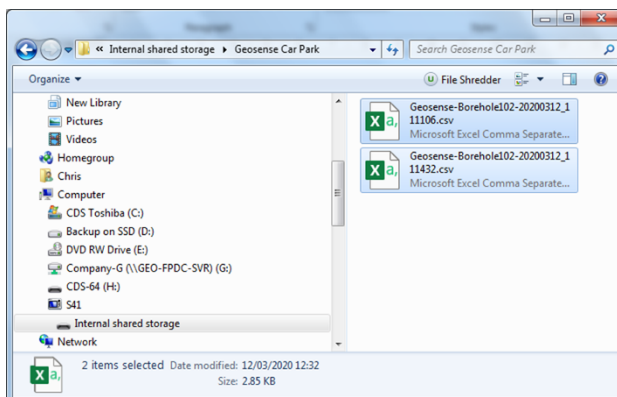 « Internal shared storage ▸ Geosense Car Park
Search Geosense Car Park
Organize
File Shredder
New Library
Pictures
Videos
Homegroup
Chris
Computer
CDS Toshiba (C:)
Backup on SSD (D:)
DVD RW Drive (E:)
Company-G (\\GEO-FPDC-SVR) (G:)
CDS-64 (H:)
S41
Internal shared storage
Network
Geosense-Borehole102-20200312_1
11106.csv
Microsoft Excel Comma Separate...
Geosense-Borehole102-20200312_1
11432.csv
Microsoft Excel Comma Separate...
2 items selected Date modified: 12/03/2020 12:32
Size: 2.85 KB